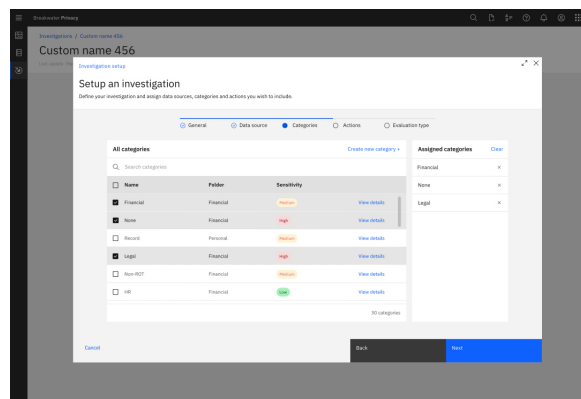 Breakwater Privacy
Investigations / Custom name 456
Custom name 456
Investigation setup
Setup an investigation
Define your investigation and assign data sources, categories and actions you wish to include.
General
Data source
Categories
Actions
Evaluation type
All categories
Create new category +
Search categories
Name Folder Sensitivity
Financial Financial Medium View details
None Financial High View details
Record Personal Medium View details
Legal Financial High View details
Non-ROT Financial Medium View details
HR Financial Low View details
30 categories
Assigned categories
Clear
Financial
None
Legal
Cancel
Back
Next